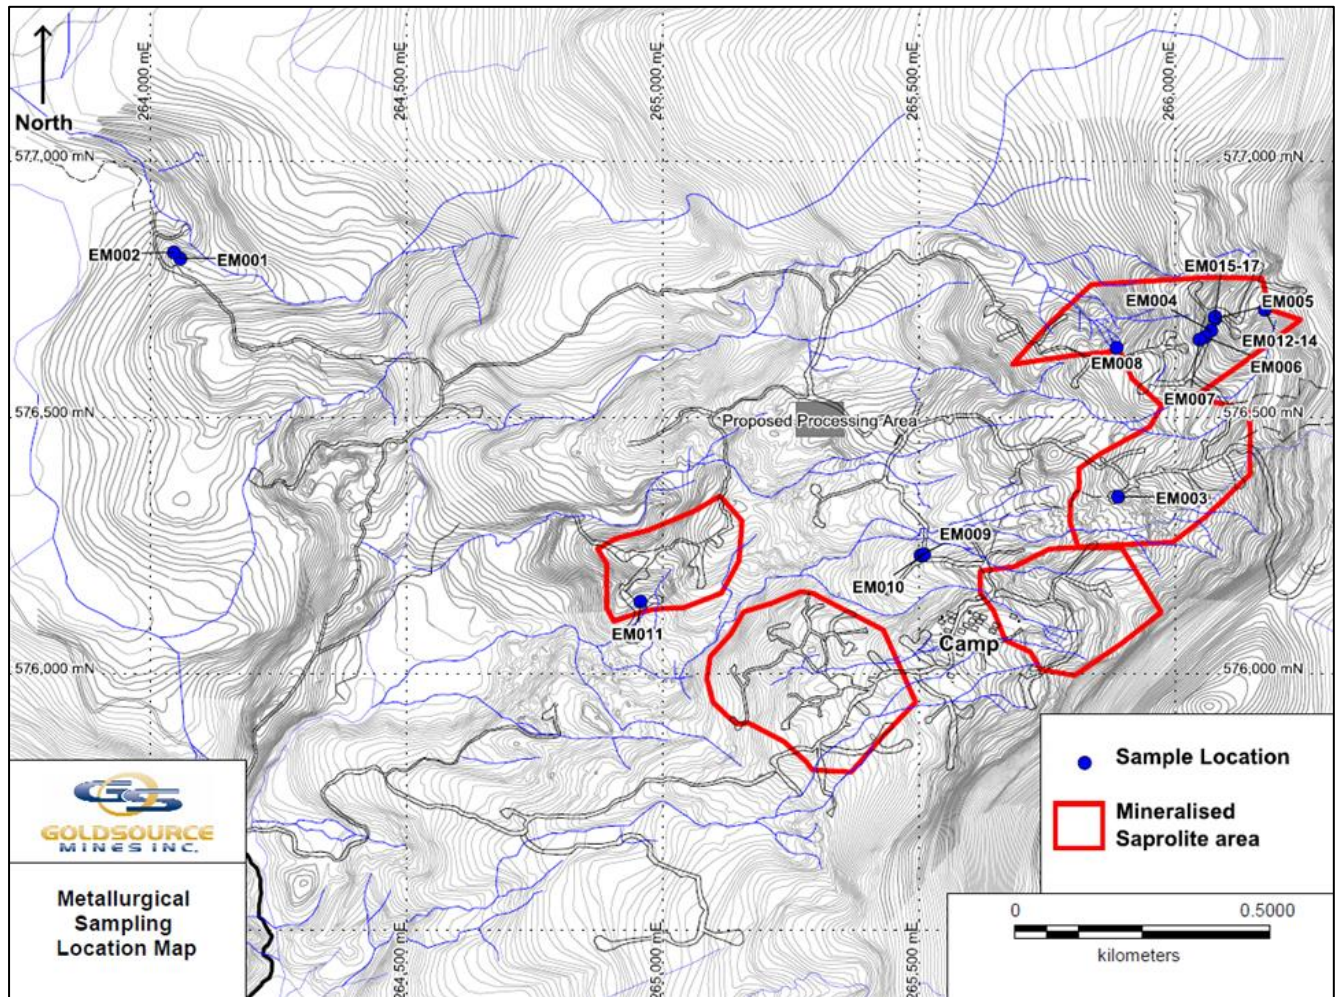 264,000 mE
264,500 mE
265,000 mE
265,500 mE
266,000 mE
North
577,000 mN
577,000 mN
EM002
EM001
EM015-17
EM004
EM005
EM012-14
EM008
EM006
EM007
576,500 mN
576,500 mN
Proposed Processing Area
EM003
EM009
EM010
EM011
Camp
576,000 mN
576,000 mN
Sample Location
Mineralised
Saprolite area
GS
GOLDSOURCE
MINES INC.
Metallurgical
Sampling
Location Map
264,500 mE
265,000 mE
265,500 mE
0 0.5000
kilometers